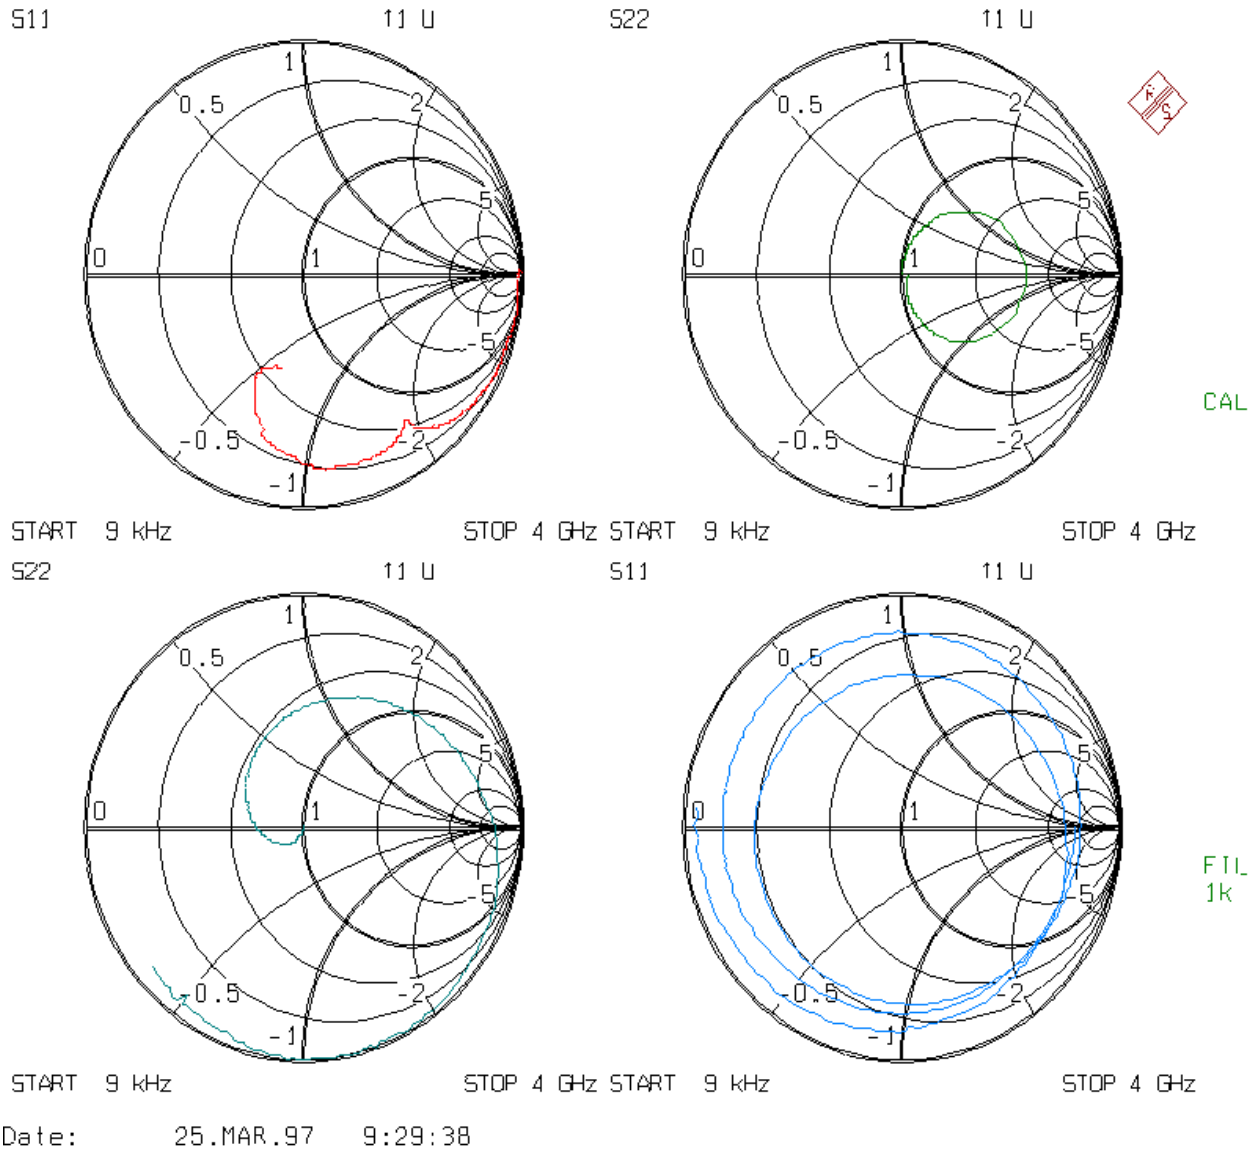 S11 ↑1 U S22 ↑1 U
1 1
0.5 2 0.5 2
5 5
0 1 0 1
-5 -5
-0.5 -2 -0.5 -2
-1 -1
CAL
START 9 kHz STOP 4 GHz START 9 kHz STOP 4 GHz
S22 ↑1 U S11 ↑1 U
1 1
0.5 2 0.5 2
5 5
0 1 0 1
-5 -5
-0.5 -2 -0.5 -2
-1 -1
FIL
1k
START 9 kHz STOP 4 GHz START 9 kHz STOP 4 GHz
Date: 25.MAR.97 9:29:38